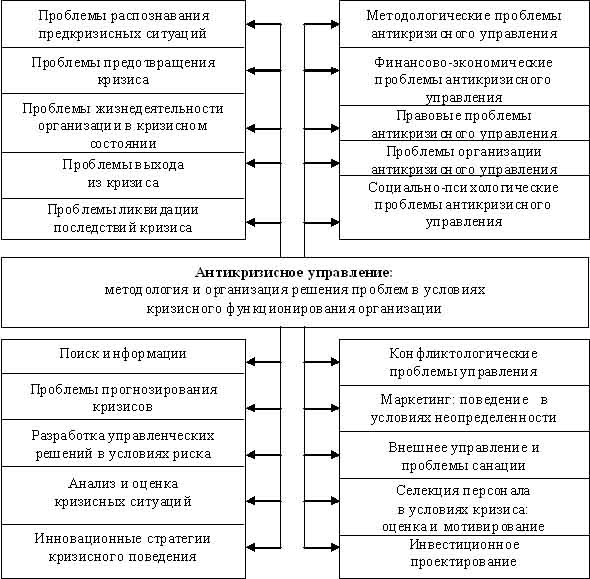 Проблемы распознавания
предкризисных ситуаций
Проблемы предотвращения
кризиса
Проблемы жизнедеятельности
организации в кризисном
состоянии
Проблемы выхода
из кризиса
Проблемы ликвидации
последствий кризиса
Методологические проблемы
антикризисного управления
Финансово-экономические
проблемы антикризисного
управления
Правовые проблемы
антикризисного управления
Проблемы организации
антикризисного управления
Социально-психологические
проблемы антикризисного
управления
Антикризисное управление:
методология и организация решения проблем в условиях
кризисного функционирования организации
Поиск информации
Проблемы прогнозирования
кризисов
Разработка управленческих
решений в условиях риска
Анализ и оценка
кризисных ситуаций
Инновационные стратегии
кризисного поведения
Конфликтологические
проблемы управления
Маркетинг: поведение в
условиях неопределенности
Внешнее управление и
проблемы санации
Селекция персонала
в условиях кризиса:
оценка и мотивирование
Инвестиционное
проектирование